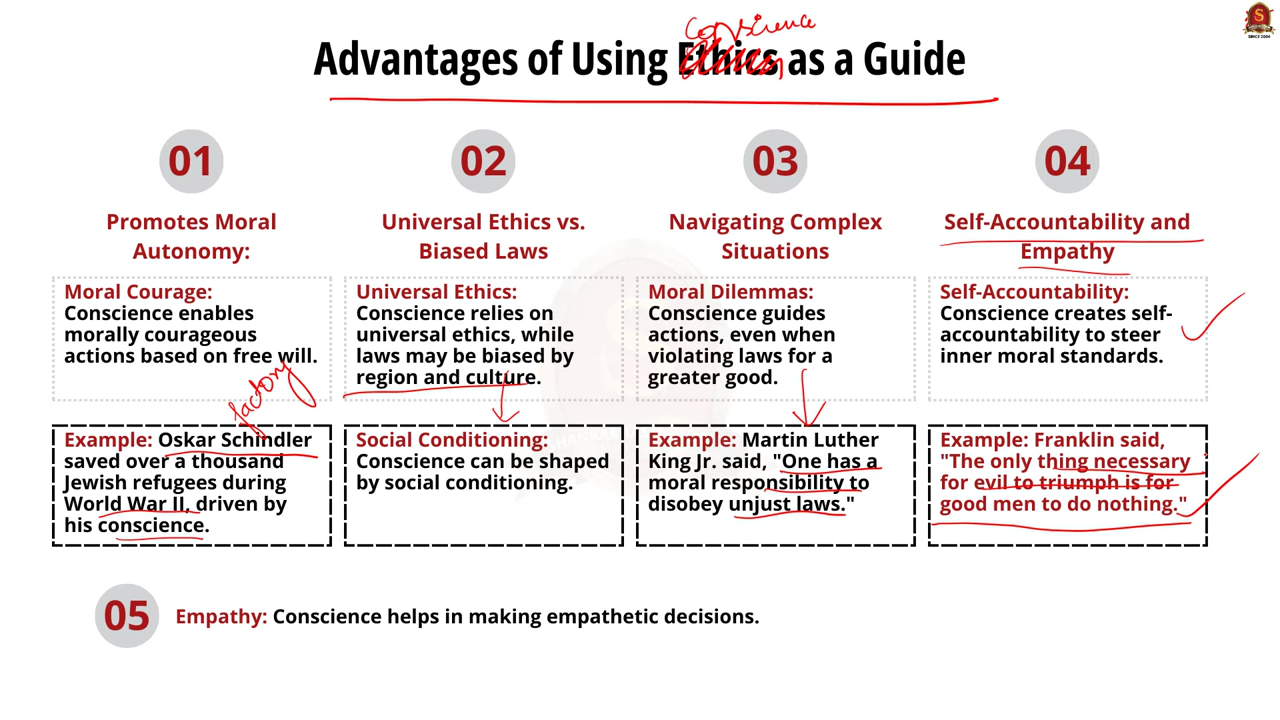 conscience
Advantages of Using Ethics as a Guide
SINCE 2004
01
Promotes Moral
Autonomy:
Moral Courage:
Conscience enables
morally courageous
actions based on free will.
factory
Example: Oskar Schindler
saved over a thousand
Jewish refugees during
World War II, driven by
his conscience.
02
Universal Ethics vs.
Biased Laws
Universal Ethics:
Conscience relies on
universal ethics, while
laws may be biased by
region and culture.
Social Conditioning:
Conscience can be shaped
by social conditioning.
03
Navigating Complex
Situations
Moral Dilemmas:
Conscience guides
actions, even when
violating laws for a
greater good.
Example: Martin Luther
King Jr. said, "One has a
moral responsibility to
disobey unjust laws."
04
Self-Accountability and
Empathy
Self-Accountability:
Conscience creates self-
accountability to steer
inner moral standards.
Example: Franklin said,
"The only thing necessary
for evil to triumph is for
good men to do nothing."
05
Empathy: Conscience helps in making empathetic decisions.